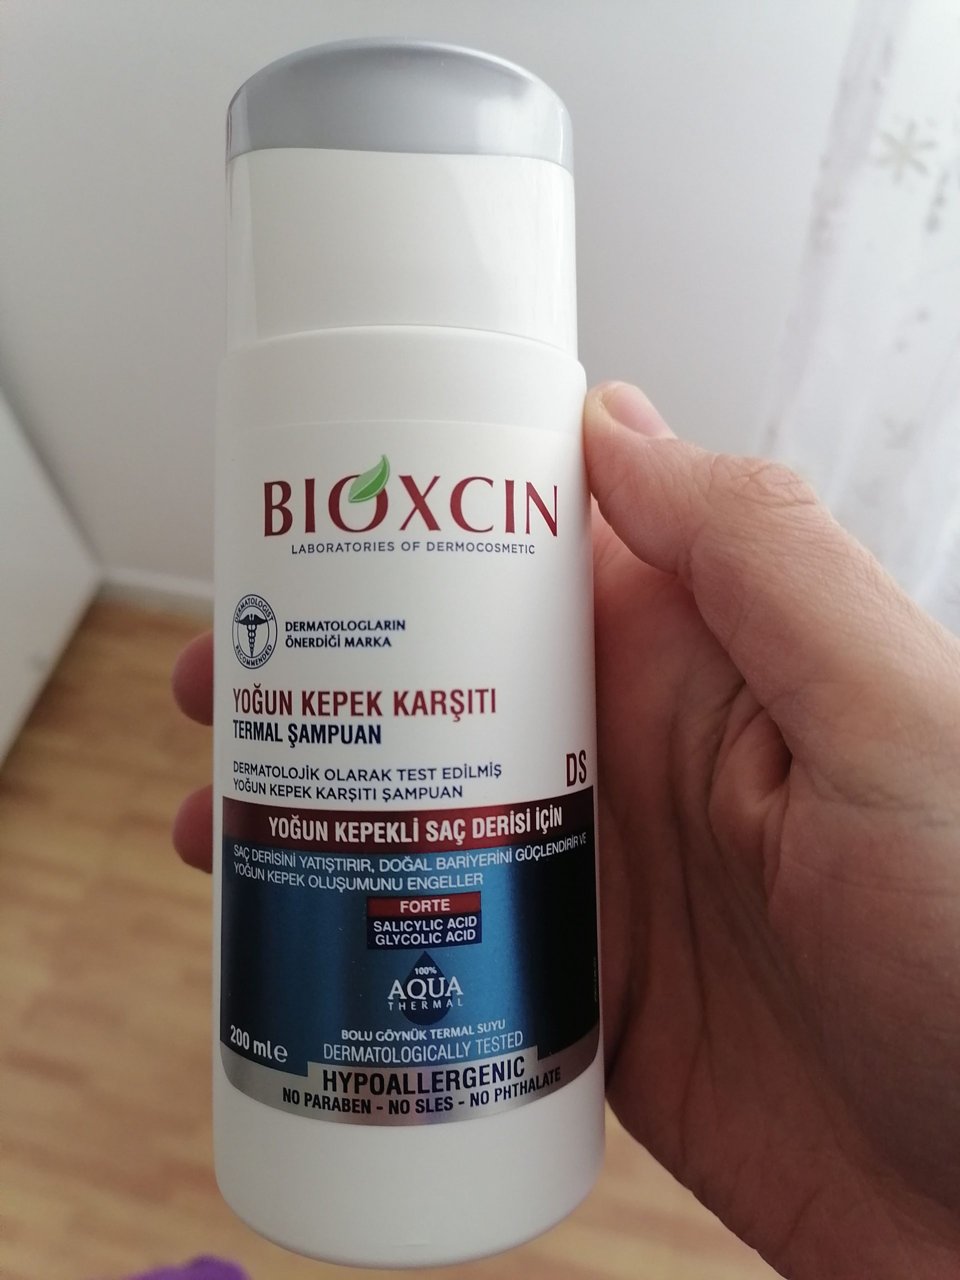 BIOXCIN
LABORATORIES OF DERMOCOSMETIC
DERMATOLOGIST
RECOMMENDED
DERMATOLOGLARIN
ÖNERDİĞİ MARKA
YOĞUN KEPEK KARŞITI
TERMAL ŞAMPUAN
DERMATOLOJİK OLARAK TEST EDİLMİŞ
YOĞUN KEPEK KARŞITI ŞAMPUAN
DS
YOĞUN KEPEKLİ SAÇ DERİSİ İÇİN
SAÇ DERİSİNİ YATIŞTIRIR, DOĞAL BARİYERİNİ GÜÇLENDİRİR VE
YOĞUN KEPEK OLUŞUMUNU ENGELLER
FORTE
SALICYLIC ACID
GLYCOLIC ACID
100%
AQUA
THERMAL
BOLU GÖYNÜK TERMAL SUYU
200 ml e
DERMATOLOGICALLY TESTED
HYPOALLERGENIC
NO PARABEN - NO SLES - NO PHTHALATE